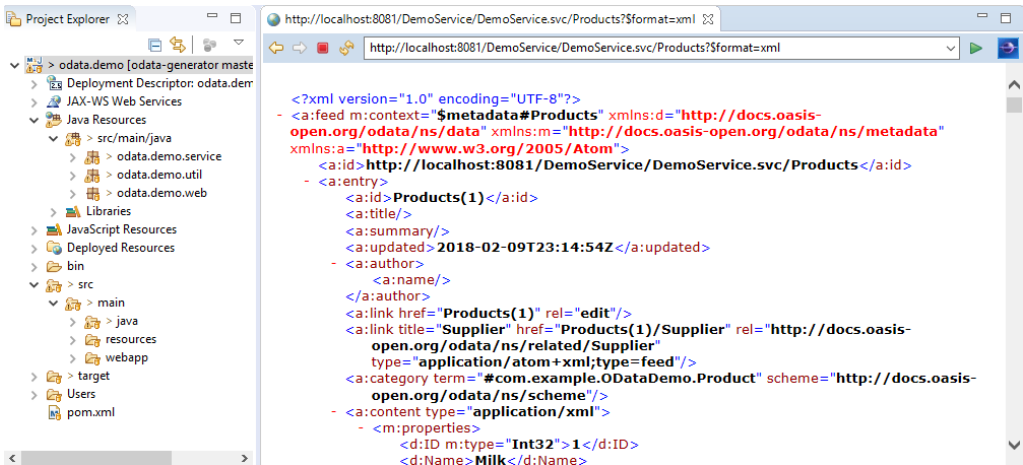 Project Explorer
> odata.demo [odata-generator maste
Deployment Descriptor: odata.dem
JAX-WS Web Services
Java Resources
> src/main/java
> odata.demo.service
> odata.demo.util
> odata.demo.web
Libraries
JavaScript Resources
Deployed Resources
bin
> src
> main
> java
resources
webapp
> target
Users
pom.xml
http://localhost:8081/DemoService/DemoService.svc/Products?$format=xml
http://localhost:8081/DemoService/DemoService.svc/Products?$format=xml
<?xml version="1.0" encoding="UTF-8"?>
- <a:feed m:context="$metadata#Products" xmlns:d="http://docs.oasis-
open.org/odata/ns/data" xmlns:m="http://docs.oasis-open.org/odata/ns/metadata"
xmlns:a="http://www.w3.org/2005/Atom">
<a:id>http://localhost:8081/DemoService/DemoService.svc/Products</a:id>
- <a:entry>
<a:id>Products(1)</a:id>
<a:title/>
<a:summary/>
<a:updated>2018-02-09T23:14:54Z</a:updated>
- <a:author>
<a:name/>
</a:author>
<a:link href="Products(1)" rel="edit"/>
<a:link title="Supplier" href="Products(1)/Supplier" rel="http://docs.oasis-
open.org/odata/ns/related/Supplier"
type="application/atom+xml;type=feed"/>
<a:category term="#com.example.ODataDemo.Product" scheme="http://docs.oasis-
open.org/odata/ns/scheme"/>
- <a:content type="application/xml">
- <m:properties>
<d:ID m:type="Int32">1</d:ID>
<d:Name>Milk</d:Name>